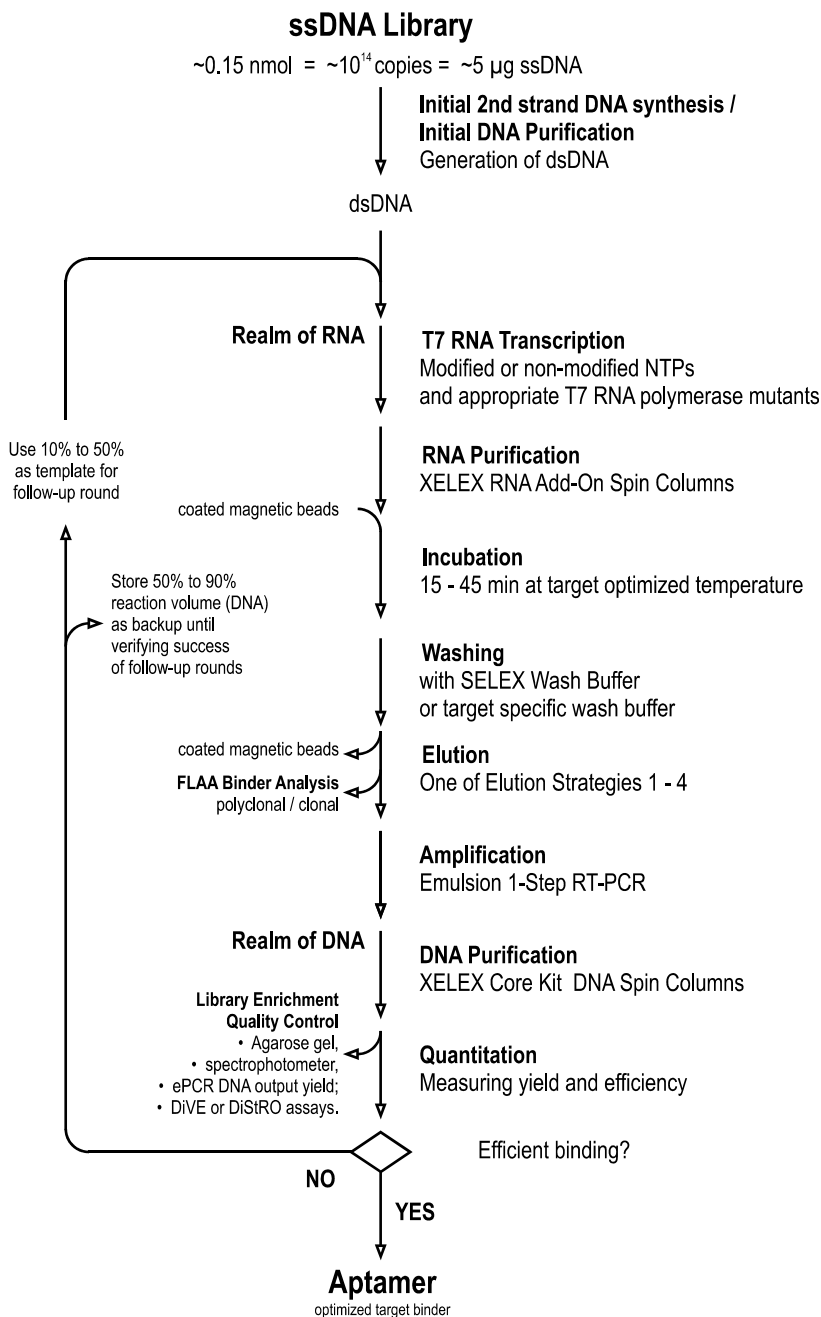 ssDNA Library
~0.15 nmol = ~10¹⁴ copies = ~5 µg ssDNA
Initial 2nd strand DNA synthesis /
Initial DNA Purification
Generation of dsDNA
dsDNA
Realm of RNA
T7 RNA Transcription
Modified or non-modified NTPs
and appropriate T7 RNA polymerase mutants
Use 10% to 50%
as template for
follow-up round
RNA Purification
XELEX RNA Add-On Spin Columns
coated magnetic beads
Incubation
15 - 45 min at target optimized temperature
Store 50% to 90%
reaction volume (DNA)
as backup until
verifying success
of follow-up rounds
Washing
with SELEX Wash Buffer
or target specific wash buffer
coated magnetic beads
FLAA Binder Analysis
polyclonal / clonal
Elution
One of Elution Strategies 1 - 4
Amplification
Emulsion 1-Step RT-PCR
Realm of DNA
DNA Purification
XELEX Core Kit DNA Spin Columns
Library Enrichment
Quality Control
• Agarose gel,
• spectrophotometer,
• ePCR DNA output yield;
• DiVE or DiStRO assays.
Quantitation
Measuring yield and efficiency
Efficient binding?
NO
YES
Aptamer
optimized target binder